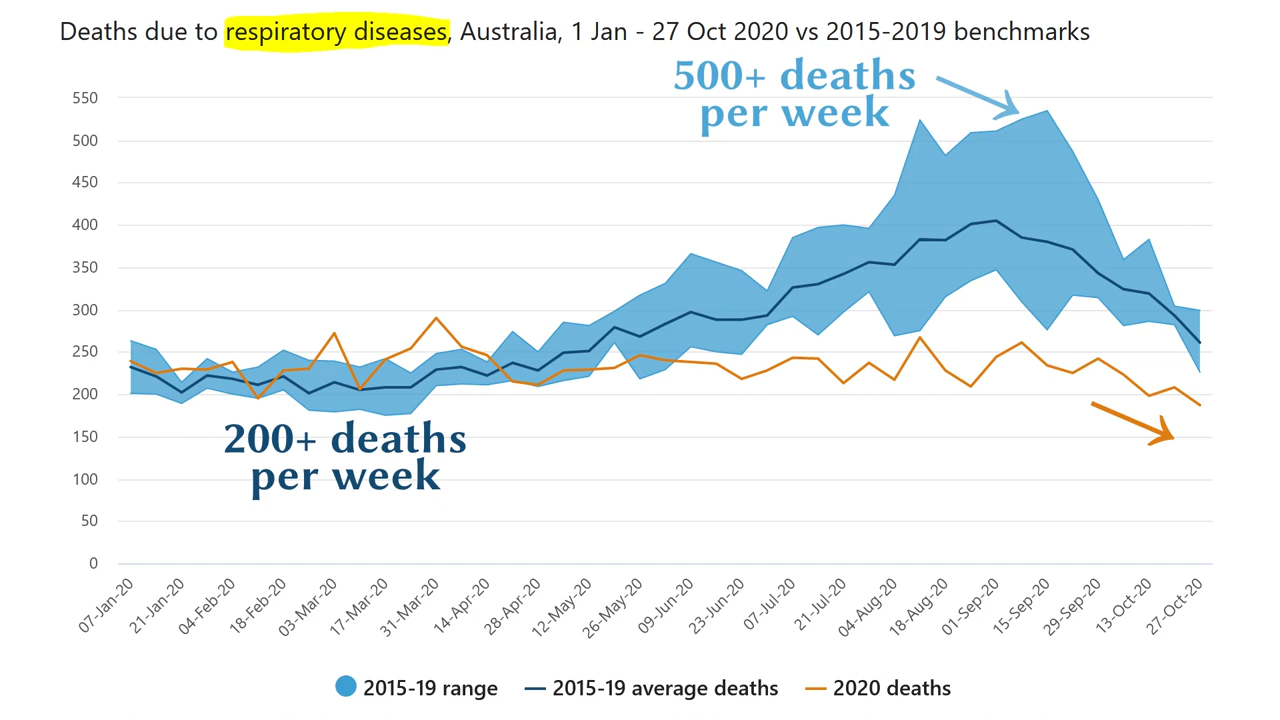 Deaths due to respiratory diseases, Australia, 1 Jan - 27 Oct 2020 vs 2015-2019 benchmarks
500+ deaths
per week
550
500
450
400
350
300
250
200
150
100
50
0
200+ deaths
per week
07-Jan-20
21-Jan-20
04-Feb-20
18-Feb-20
03-Mar-20
17-Mar-20
31-Mar-20
14-Apr-20
28-Apr-20
12-May-20
26-May-20
09-Jun-20
23-Jun-20
07-Jul-20
21-Jul-20
04-Aug-20
18-Aug-20
01-Sep-20
15-Sep-20
29-Sep-20
13-Oct-20
27-Oct-20
2015-19 range
2015-19 average deaths
2020 deaths